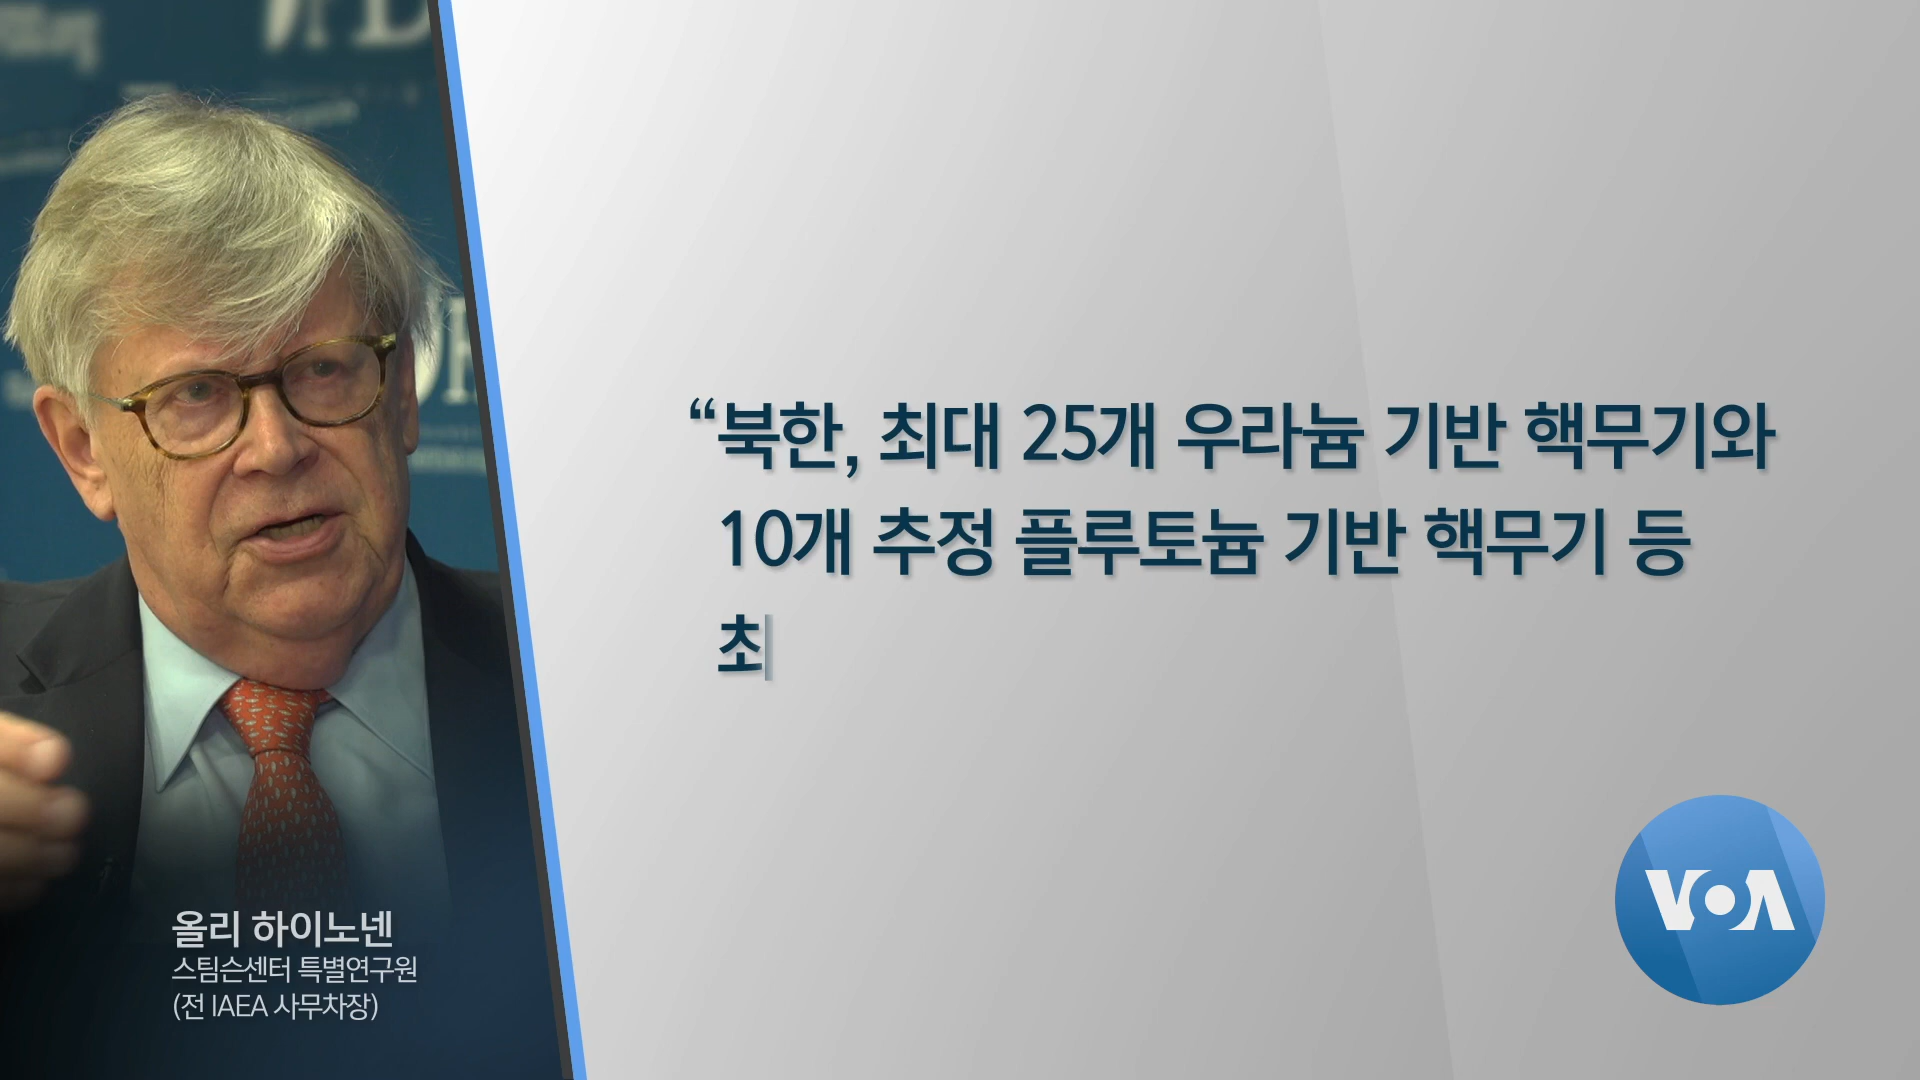 “북한, 최대 25개 우라늄 기반 핵무기와
10개 추정 플루토늄 기반 핵무기 등
최
올리 하이노넨
스팀슨센터 특별연구원
(전 IAEA 사무차장)
VOA